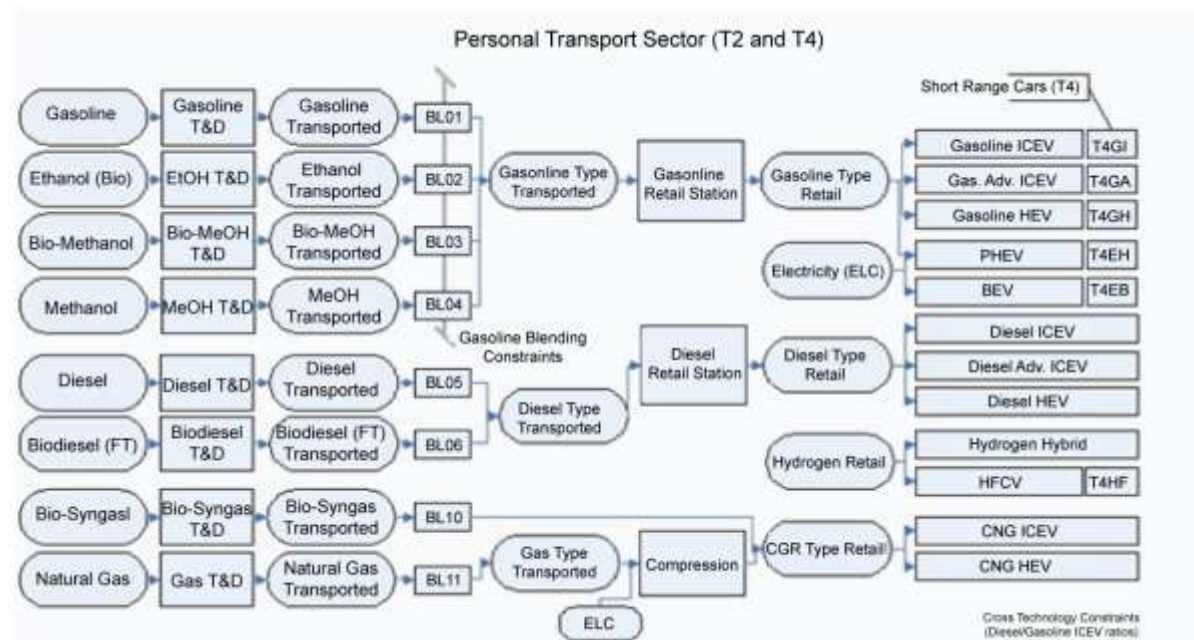 Personal Transport Sector (T2 and T4)
Short Range Cars (T4)
Gasoline
Gasoline
T&D
Gasoline
Transported
BL01
Ethanol (Bio)
EtOH T&D
Ethanol
Transported
BL02
Bio-Methanol
Bio-MeOH
T&D
Bio-MeOH
Transported
BL03
Methanol
MeOH T&D
MeOH
Transported
BL04
Gasoline Blending
Constraints
Gasonline Type
Transported
Gasonline
Retail Station
Gasoline Type
Retail
Electricity (ELC)
Gasoline ICEV
T4GI
Gas. Adv. ICEV
T4GA
Gasoline HEV
T4GH
PHEV
T4EH
BEV
T4EB
Diesel
Diesel T&D
Diesel
Transported
BL05
Biodiesel (FT)
Biodiesel
T&D
Biodiesel (FT)
Transported
BL06
Diesel Type
Transported
Diesel
Retail Station
Diesel Type
Retail
Diesel ICEV
Diesel Adv. ICEV
Diesel HEV
Hydrogen Retail
Hydrogen Hybrid
HFCV
T4HF
Bio-Syngasl
Bio-Syngas
T&D
Bio-Syngas
Transported
BL10
Natural Gas
Gas T&D
Natural Gas
Transported
BL11
Gas Type
Transported
ELC
Compression
CGR Type Retail
CNG ICEV
CNG HEV
Cross Technology Constraints
(Diesel/Gasoline ICEV ratios)